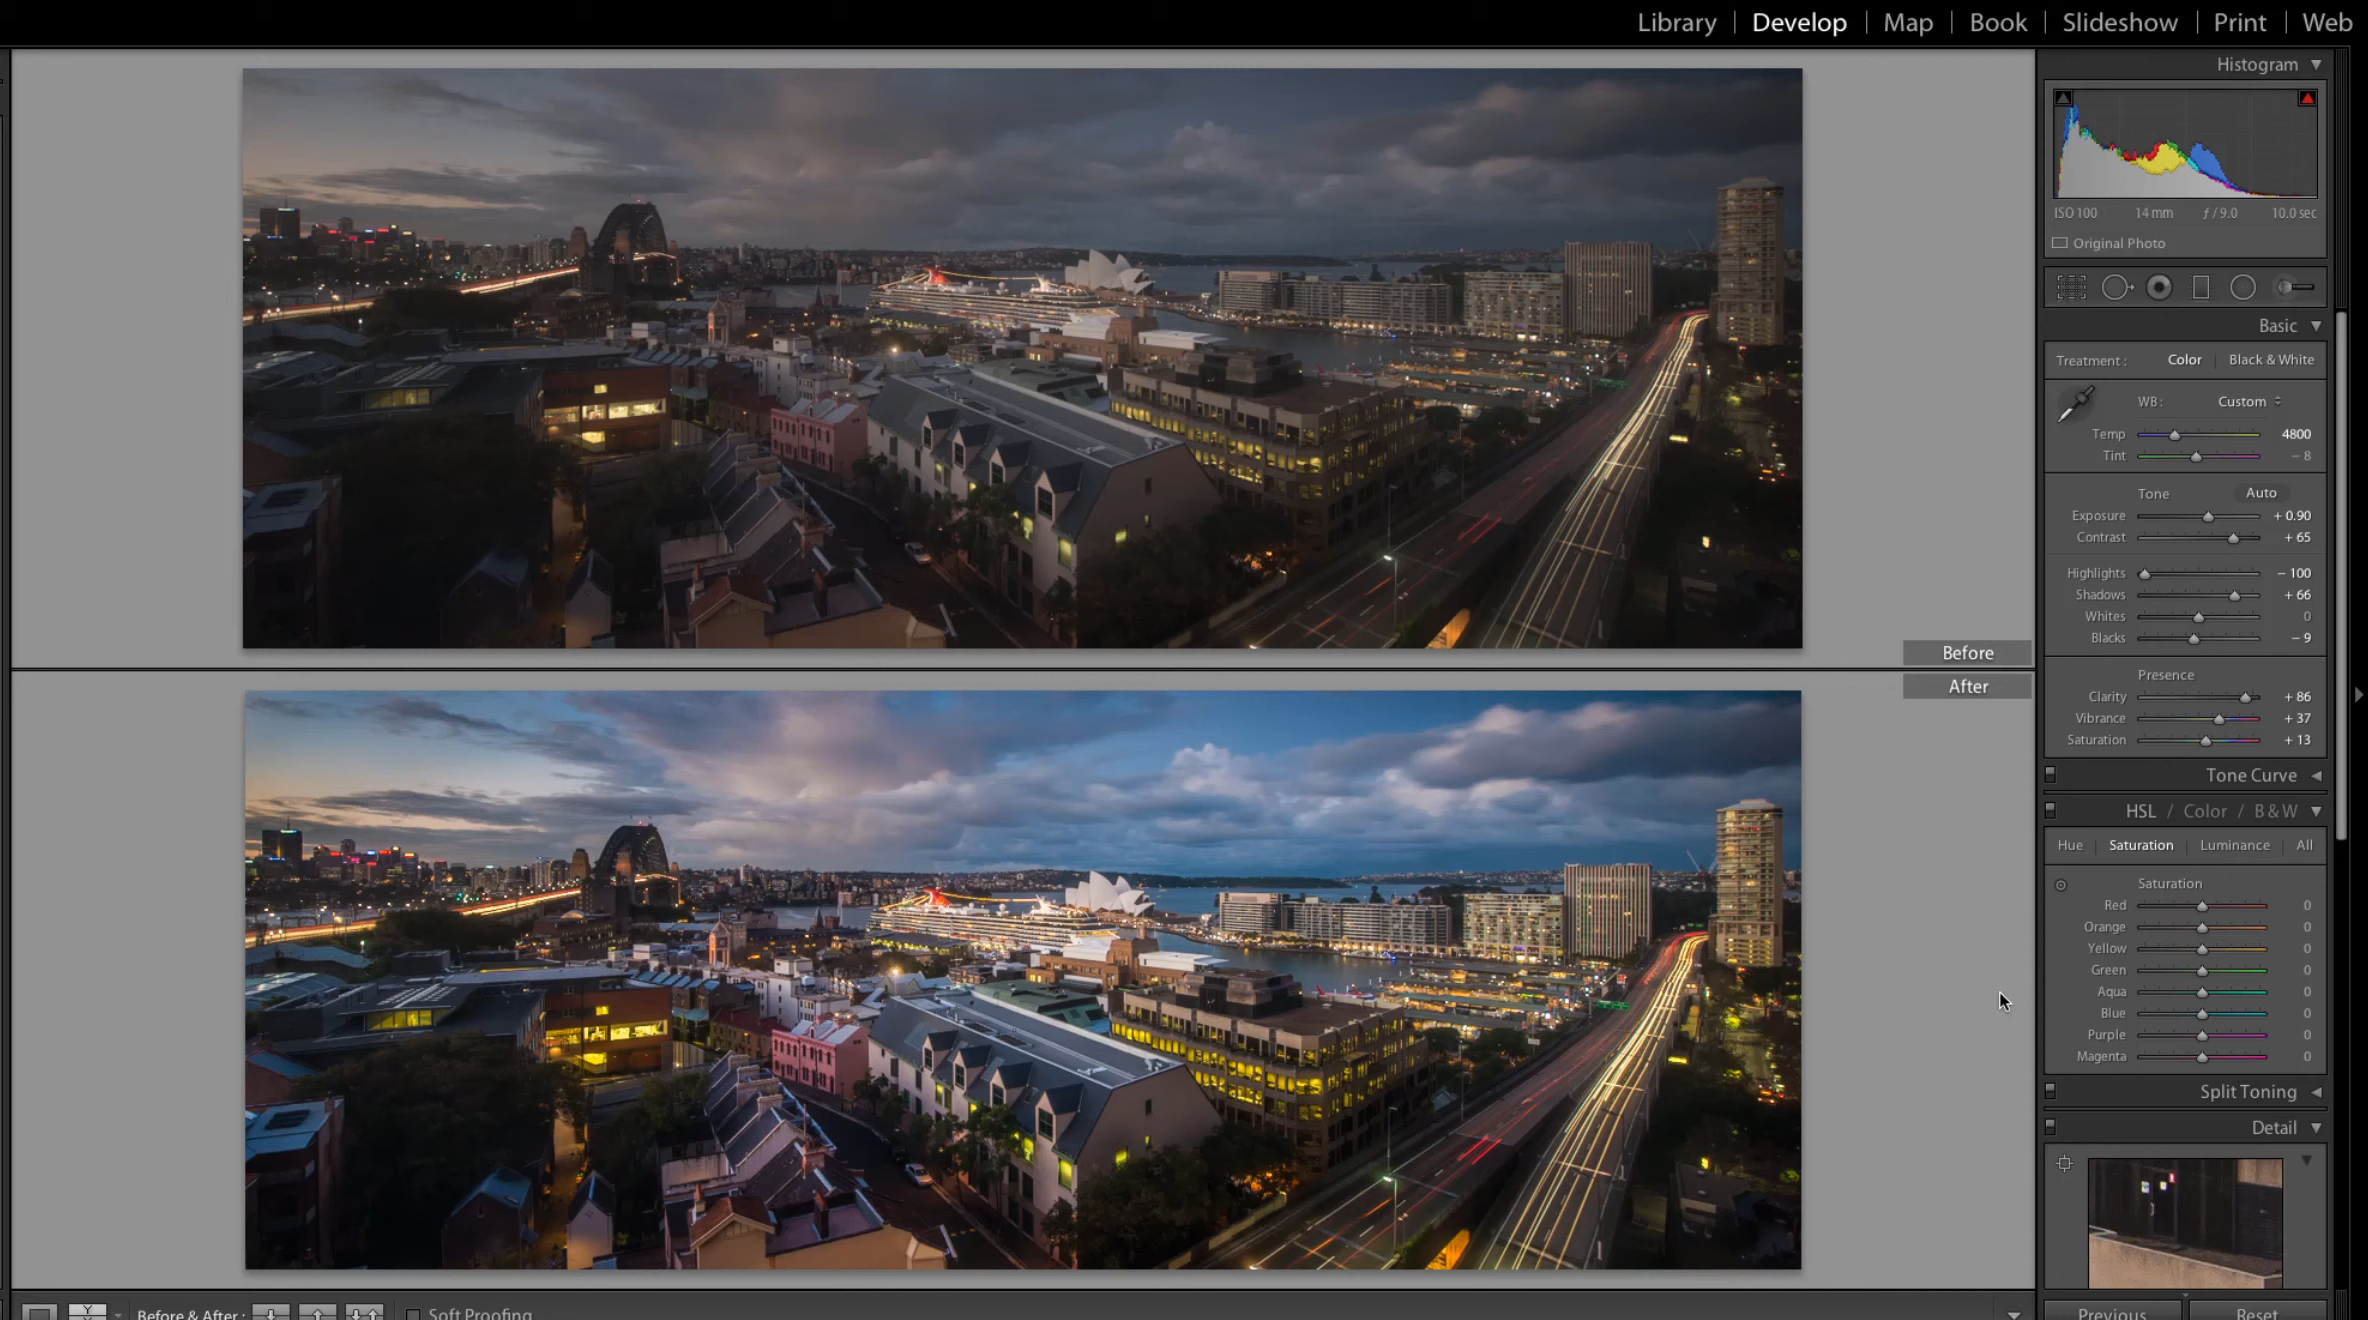 Library | Develop | Map | Book | Slideshow | Print | Web
Histogram
ISO 100 14 mm ƒ / 9.0 10.0 sec
Original Photo
Basic
Treatment : Color | Black & White
WB: Custom
Temp 4800
Tint – 8
Tone Auto
Exposure + 0.90
Contrast + 65
Highlights – 100
Shadows + 66
Whites 0
Blacks – 9
Presence
Clarity + 86
Vibrance + 37
Saturation + 13
Tone Curve
HSL / Color / B & W
Hue | Saturation | Luminance | All
Saturation
Red 0
Orange 0
Yellow 0
Green 0
Aqua 0
Blue 0
Purple 0
Magenta 0
Split Toning
Detail
Previous Reset
Before
After
Y Y
Before & After :
Soft Proofing